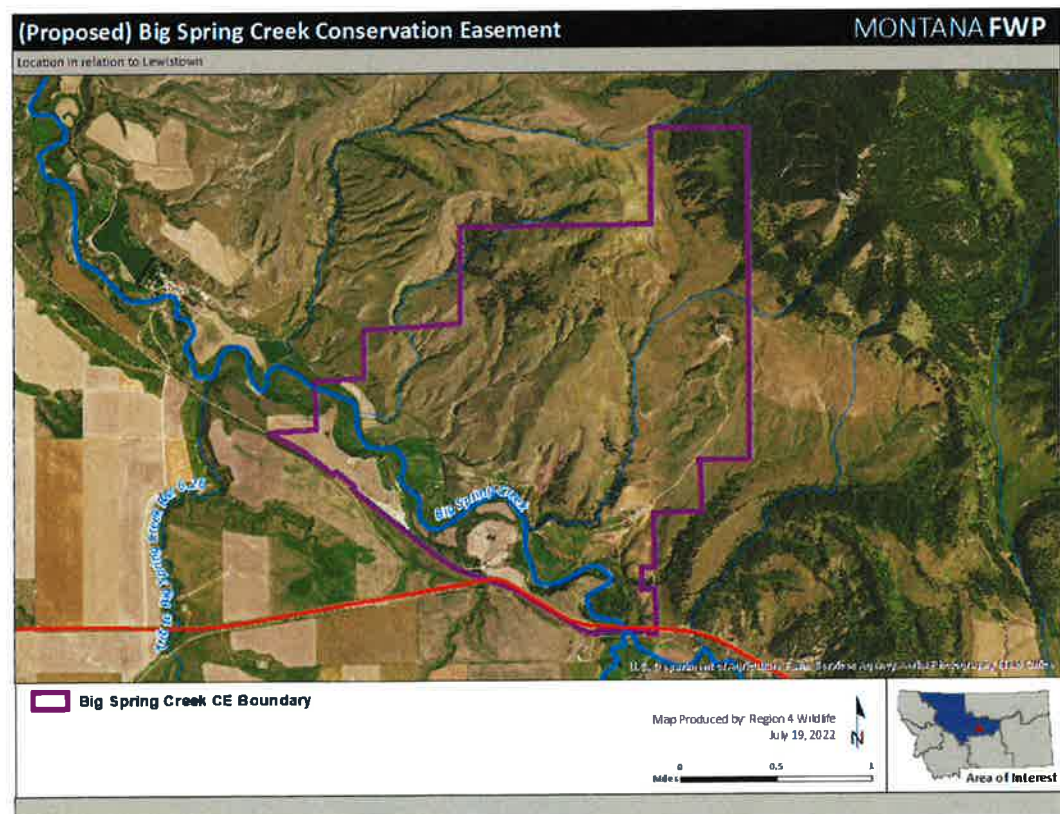 (Proposed) Big Spring Creek Conservation Easement
MONTANA FWP
Location in relation to Lewistown
Big Spring Creek
Big Spring Creek CE Boundary
Map Produced by: Region 4 Wildlife
July 19, 2022
N
0 0.5 1
Miles
Area of Interest